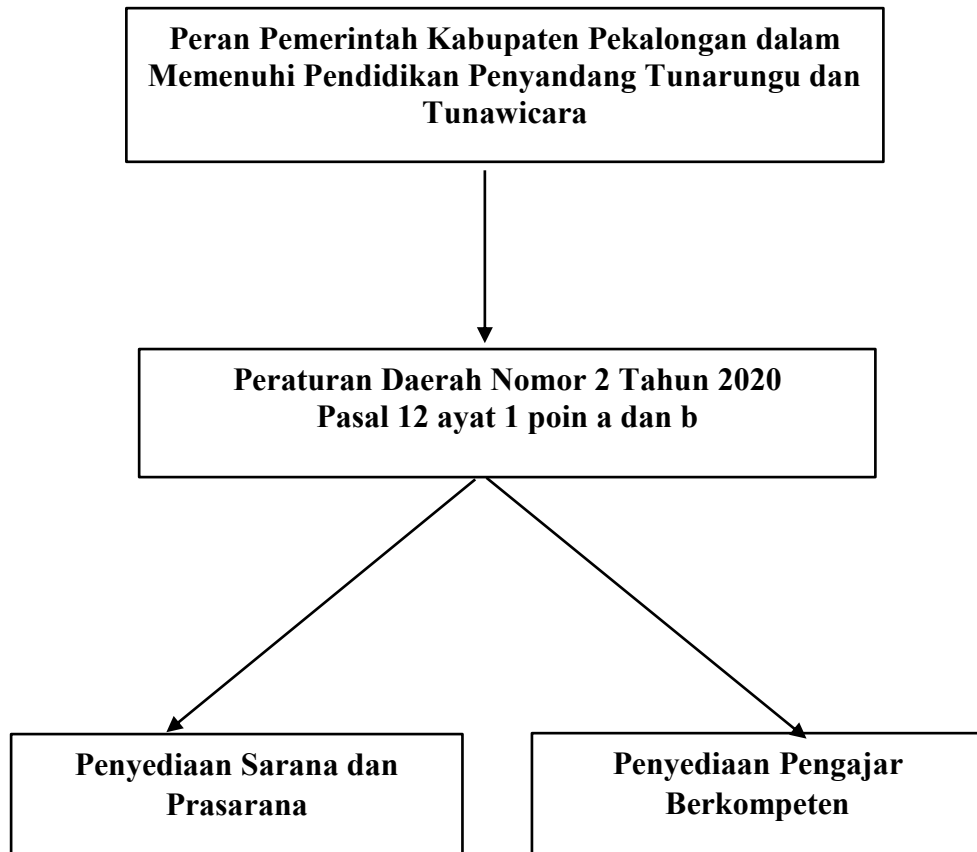 Peran Pemerintah Kabupaten Pekalongan dalam
Memenuhi Pendidikan Penyandang Tunarungu dan
Tunawicara
Peraturan Daerah Nomor 2 Tahun 2020
Pasal 12 ayat 1 poin a dan b
Penyediaan Sarana dan
Prasarana
Penyediaan Pengajar
Berkompeten